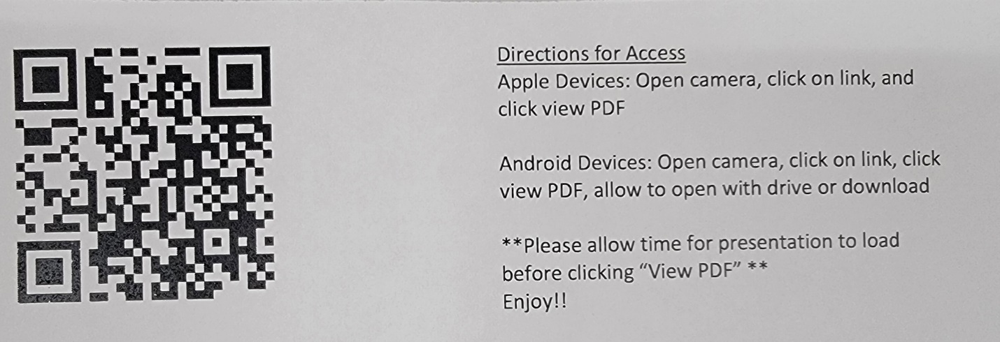 Directions for Access
Apple Devices: Open camera, click on link, and
click view PDF
Android Devices: Open camera, click on link, click
view PDF, allow to open with drive or download
**Please allow time for presentation to load
before clicking “View PDF” **
Enjoy!!